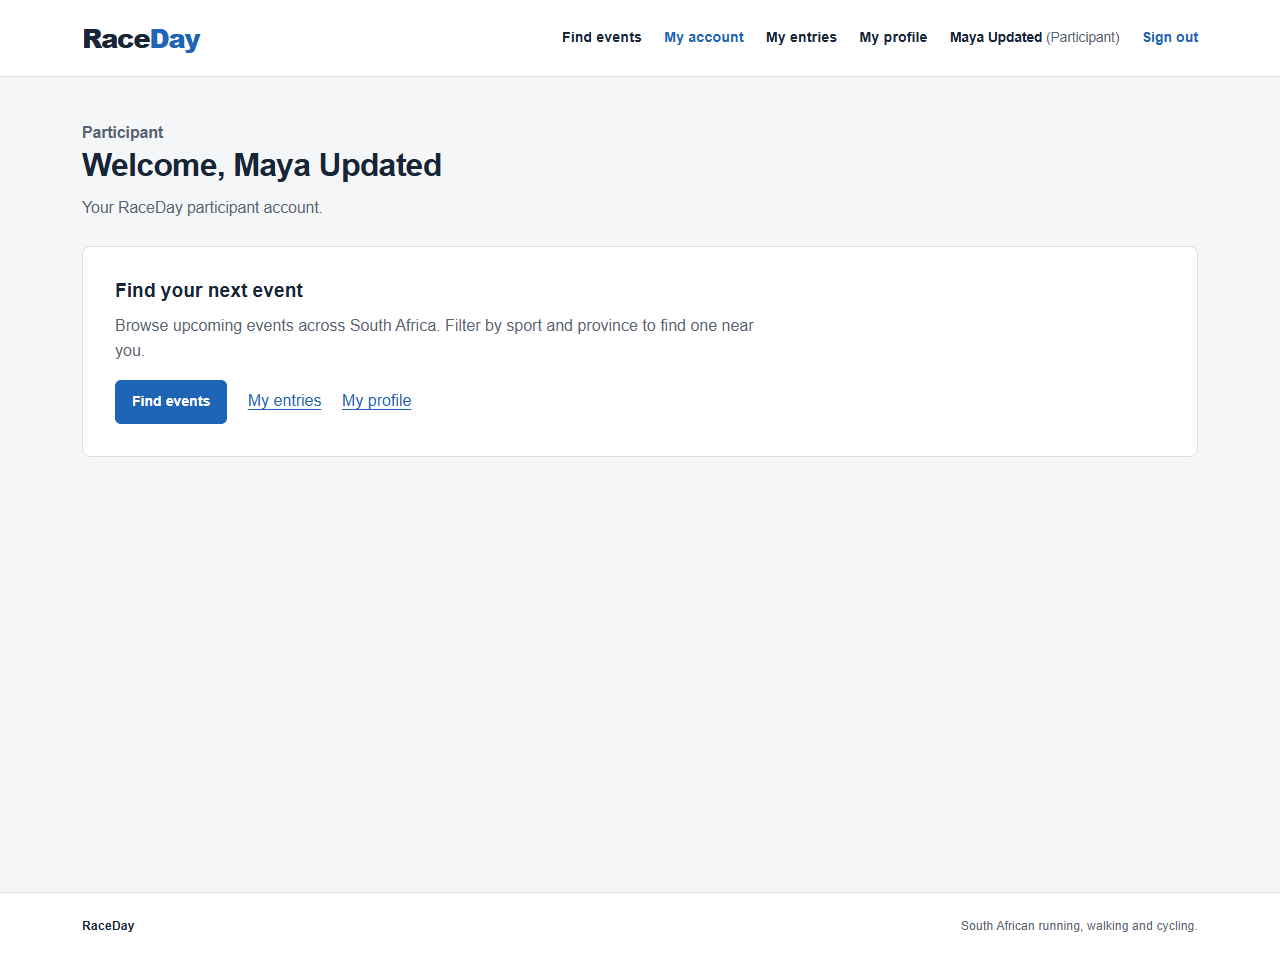 RaceDay
Find events My account My entries My profile Maya Updated (Participant) Sign out
Participant
Welcome, Maya Updated
Your RaceDay participant account.
Find your next event
Browse upcoming events across South Africa. Filter by sport and province to find one near
you.
Find events My entries My profile
RaceDay
South African running, walking and cycling.